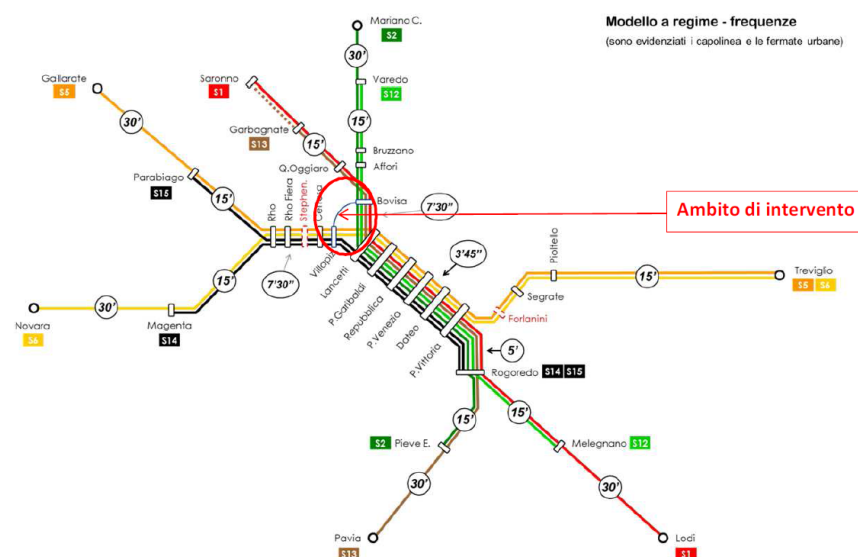 Modello a regime - frequenze
(sono evidenziati i capolinea e le fermate urbane)
Mariano C.
S2
30'
Varedo
S12
15'
Bruzzano
Affori
Bovisa
7'30"
Ambito di intervento
Saronno
S1
Garbagnate
S13
15'
Q.Oggiaro
Gallarate
S5
30'
Parabiago
S15
15'
Rho
Rho Fiera
Stephen.
7'30"
15'
Novara
S6
30'
Magenta
S14
Lancetti
P.Garibaldi
Repubblica
P.Venezia
Dateo
P.Vittoria
3'45"
Pioltello
Segrate
Forlanini
15'
Treviglio
S5 S6
5'
Rogoredo S14 S15
15'
S2 Pieve E.
30'
Pavia
S13
15'
Melegnano S12
30'
Lodi
S1